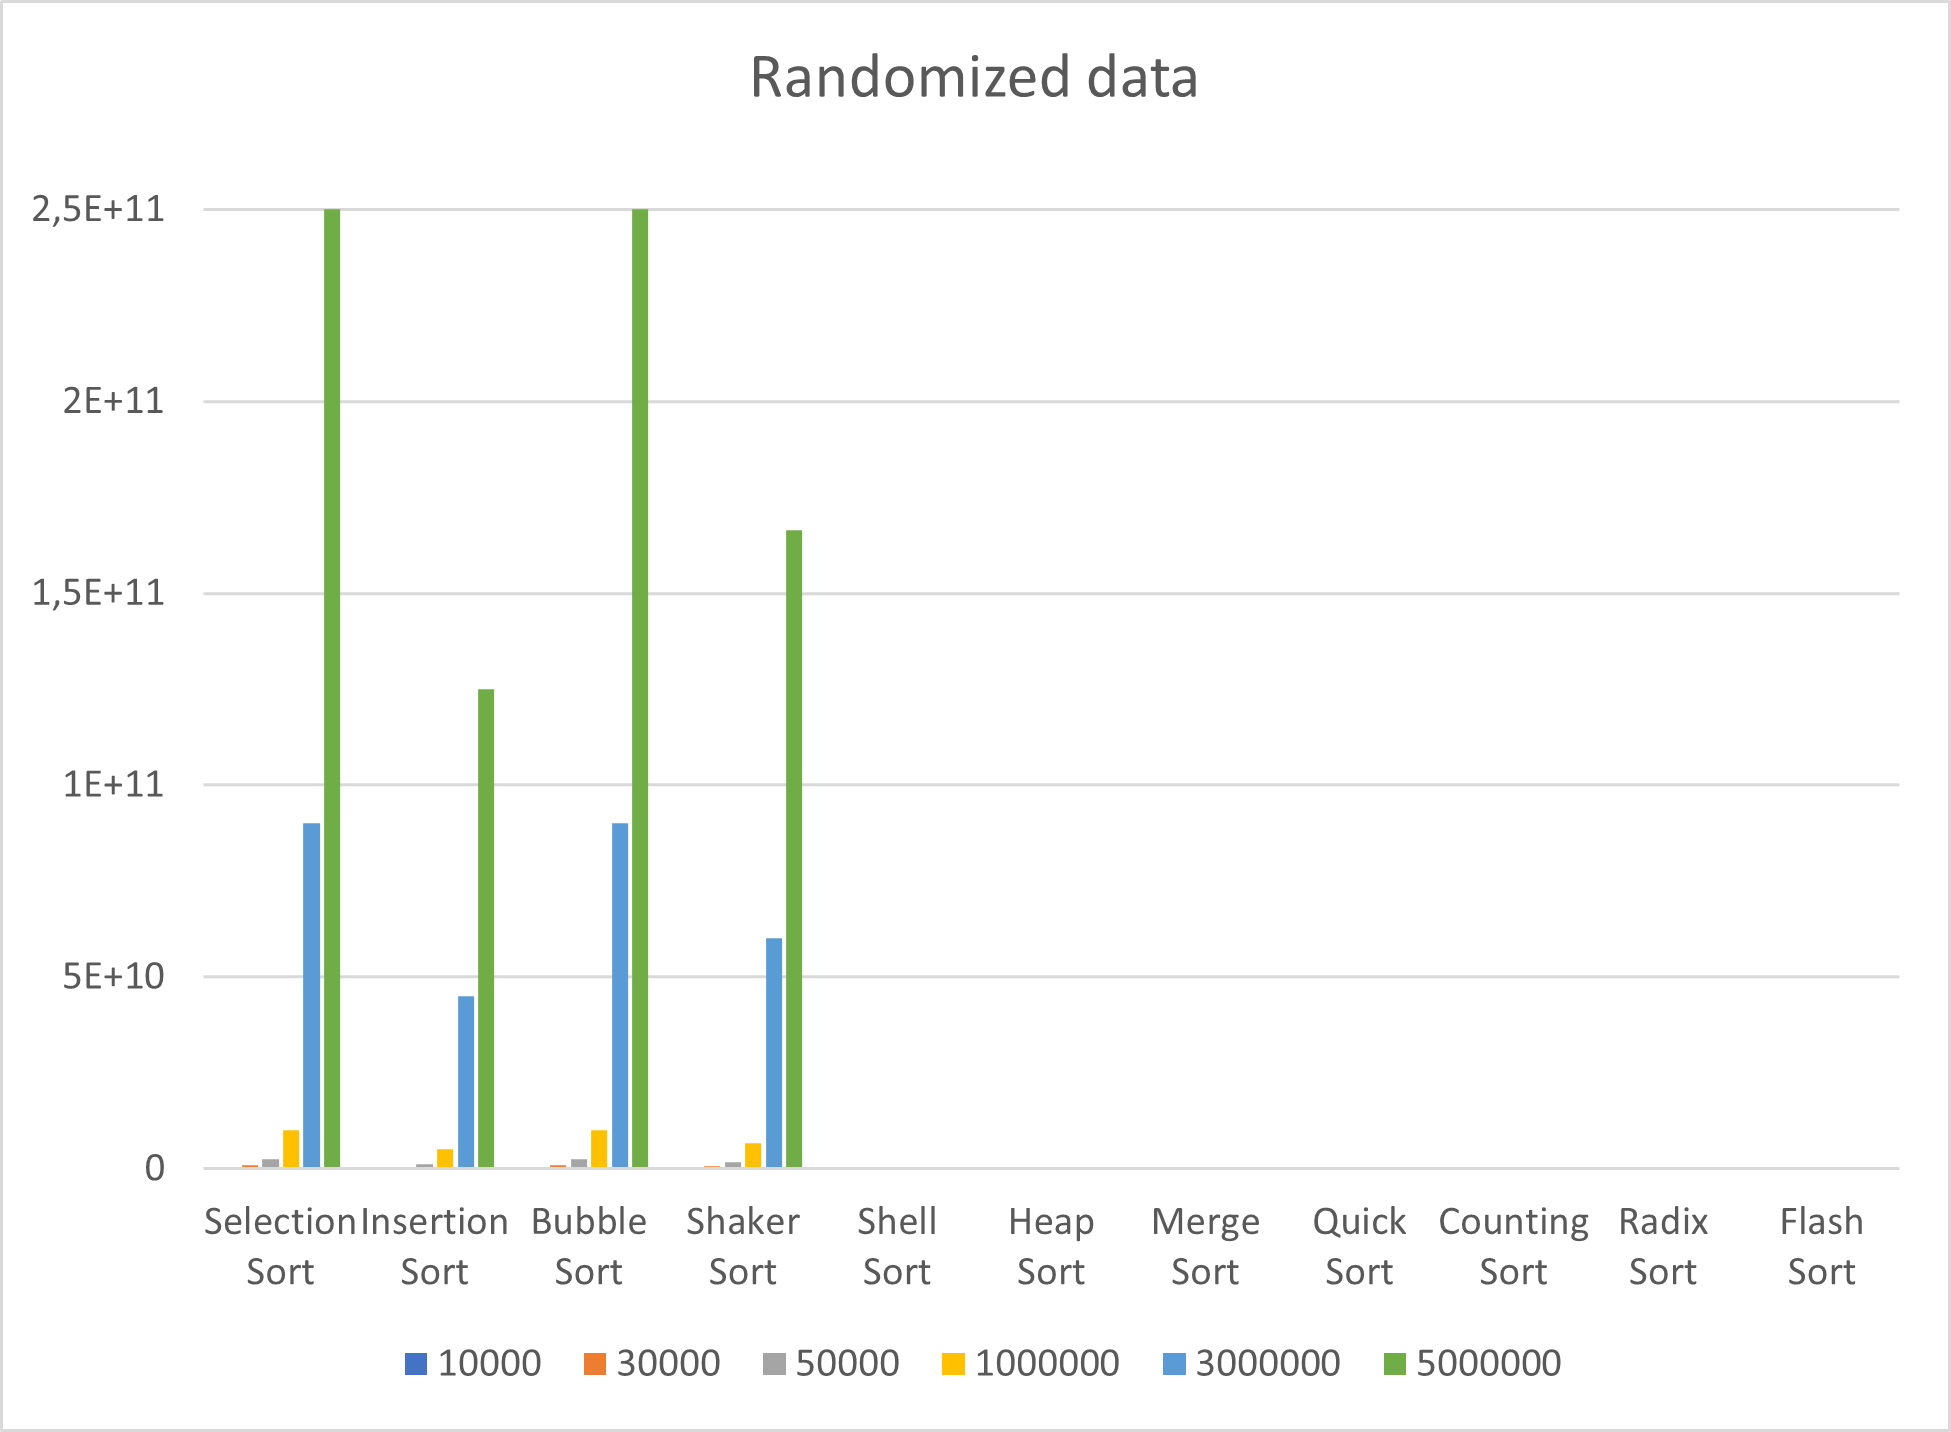 Randomized data
2,5E+11
2E+11
1,5E+11
1E+11
5E+10
0
Selection Insertion Bubble Shaker Shell Heap Merge Quick Counting Radix Flash
Sort Sort Sort Sort Sort Sort Sort Sort Sort Sort Sort
10000 30000 50000 1000000 3000000 5000000